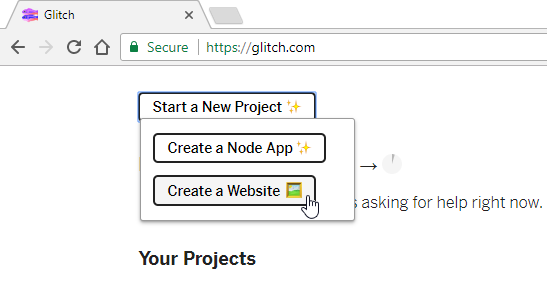 Glitch
Secure https://glitch.com
Start a New Project ✨
Create a Node App ✨
→
Create a Website 🖼️
asking for help right now.
Your Projects